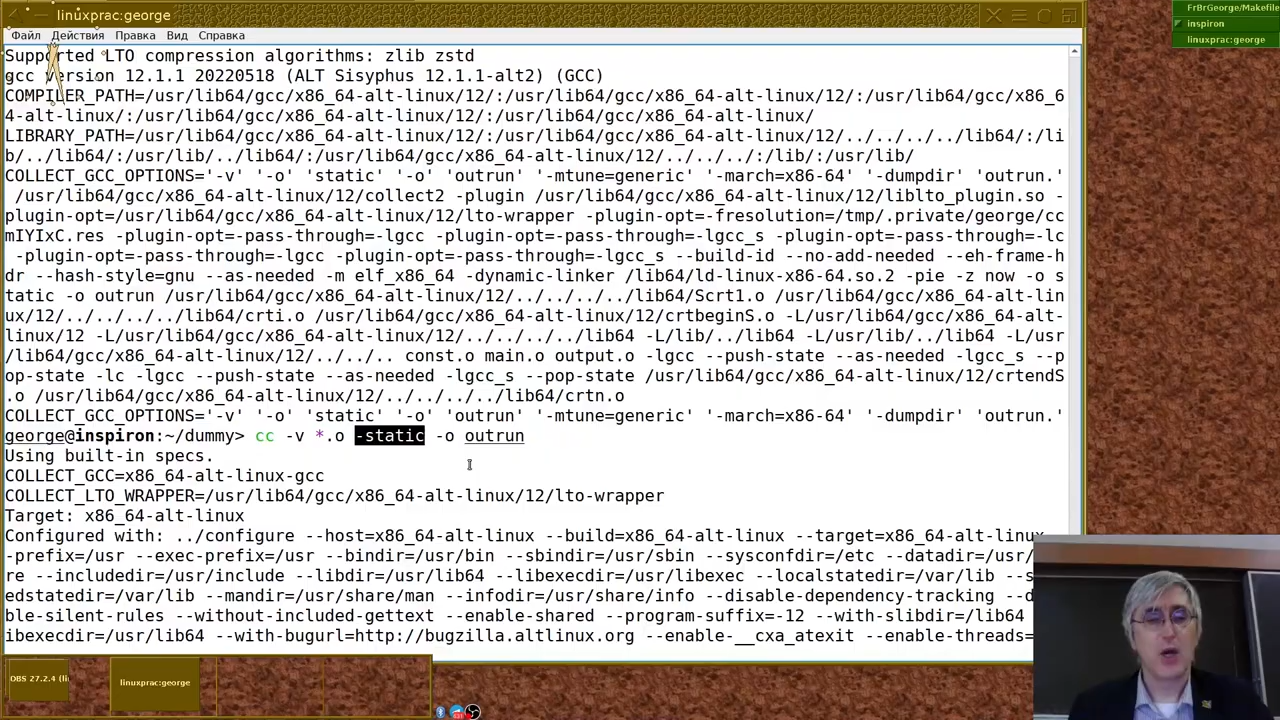 linuxprac:george
Файл Действия Правка Вид Справка
Supported LTO compression algorithms: zlib zstd
gcc version 12.1.1 20220518 (ALT Sisyphus 12.1.1-alt2) (GCC)
COMPILER_PATH=/usr/lib64/gcc/x86_64-alt-linux/12/:/usr/lib64/gcc/x86_64-alt-linux/12/:/usr/lib64/gcc/x86_6
4-alt-linux/:/usr/lib64/gcc/x86_64-alt-linux/12/:/usr/lib64/gcc/x86_64-alt-linux/
LIBRARY_PATH=/usr/lib64/gcc/x86_64-alt-linux/12/:/usr/lib64/gcc/x86_64-alt-linux/12/../../../../lib64/:/li
b/../lib64/:/usr/lib/../lib64/:/usr/lib64/gcc/x86_64-alt-linux/12/../../../:/lib/:/usr/lib/
COLLECT_GCC_OPTIONS='-v' '-o' 'static' '-o' 'outrun' '-mtune=generic' '-march=x86-64' '-dumpdir' 'outrun.'
/usr/lib64/gcc/x86_64-alt-linux/12/collect2 -plugin /usr/lib64/gcc/x86_64-alt-linux/12/liblto_plugin.so -
plugin-opt=/usr/lib64/gcc/x86_64-alt-linux/12/lto-wrapper -plugin-opt=-fresolution=/tmp/.private/george/cc
mIYIxC.res -plugin-opt=-pass-through=-lgcc -plugin-opt=-pass-through=-lgcc_s -plugin-opt=-pass-through=-lc
-plugin-opt=-pass-through=-lgcc -plugin-opt=-pass-through=-lgcc_s --build-id --no-add-needed --eh-frame-h
dr --hash-style=gnu --as-needed -m elf_x86_64 -dynamic-linker /lib64/ld-linux-x86-64.so.2 -pie -z now -o s
tatic -o outrun /usr/lib64/gcc/x86_64-alt-linux/12/../../../../lib64/Scrt1.o /usr/lib64/gcc/x86_64-alt-lin
ux/12/../../../../lib64/crti.o /usr/lib64/gcc/x86_64-alt-linux/12/crtbeginS.o -L/usr/lib64/gcc/x86_64-alt-
linux/12 -L/usr/lib64/gcc/x86_64-alt-linux/12/../../../../lib64 -L/lib/../lib64 -L/usr/lib/../lib64 -L/usr
/lib64/gcc/x86_64-alt-linux/12/../../.. const.o main.o output.o -lgcc --push-state --as-needed -lgcc_s --p
op-state -lc -lgcc --push-state --as-needed -lgcc_s --pop-state /usr/lib64/gcc/x86_64-alt-linux/12/crtendS
.o /usr/lib64/gcc/x86_64-alt-linux/12/../../../../lib64/crtn.o
COLLECT_GCC_OPTIONS='-v' '-o' 'static' '-o' 'outrun' '-mtune=generic' '-march=x86-64' '-dumpdir' 'outrun.'
george@inspiron:~/dummy> cc -v *.o -static -o outrun
Using built-in specs.
COLLECT_GCC=x86_64-alt-linux-gcc
COLLECT_LTO_WRAPPER=/usr/lib64/gcc/x86_64-alt-linux/12/lto-wrapper
Target: x86_64-alt-linux
Configured with: ../configure --host=x86_64-alt-linux --build=x86_64-alt-linux --target=x86_64-alt-linux
-prefix=/usr --exec-prefix=/usr --bindir=/usr/bin --sbindir=/usr/sbin --sysconfdir=/etc --datadir=/usr/
re --includedir=/usr/include --libdir=/usr/lib64 --libexecdir=/usr/libexec --localstatedir=/var/lib --s
edstatedir=/var/lib --mandir=/usr/share/man --infodir=/usr/share/info --disable-dependency-tracking --d
ble-silent-rules --without-included-gettext --enable-shared --program-suffix=-12 --with-slibdir=/lib64
ibexecdir=/usr/lib64 --with-bugurl=http://bugzilla.altlinux.org --enable-__cxa_atexit --enable-threads=
FrBrGeorge/Makefile
inspiron
linuxprac:george
OBS 27.2.4 (li
linuxprac:george